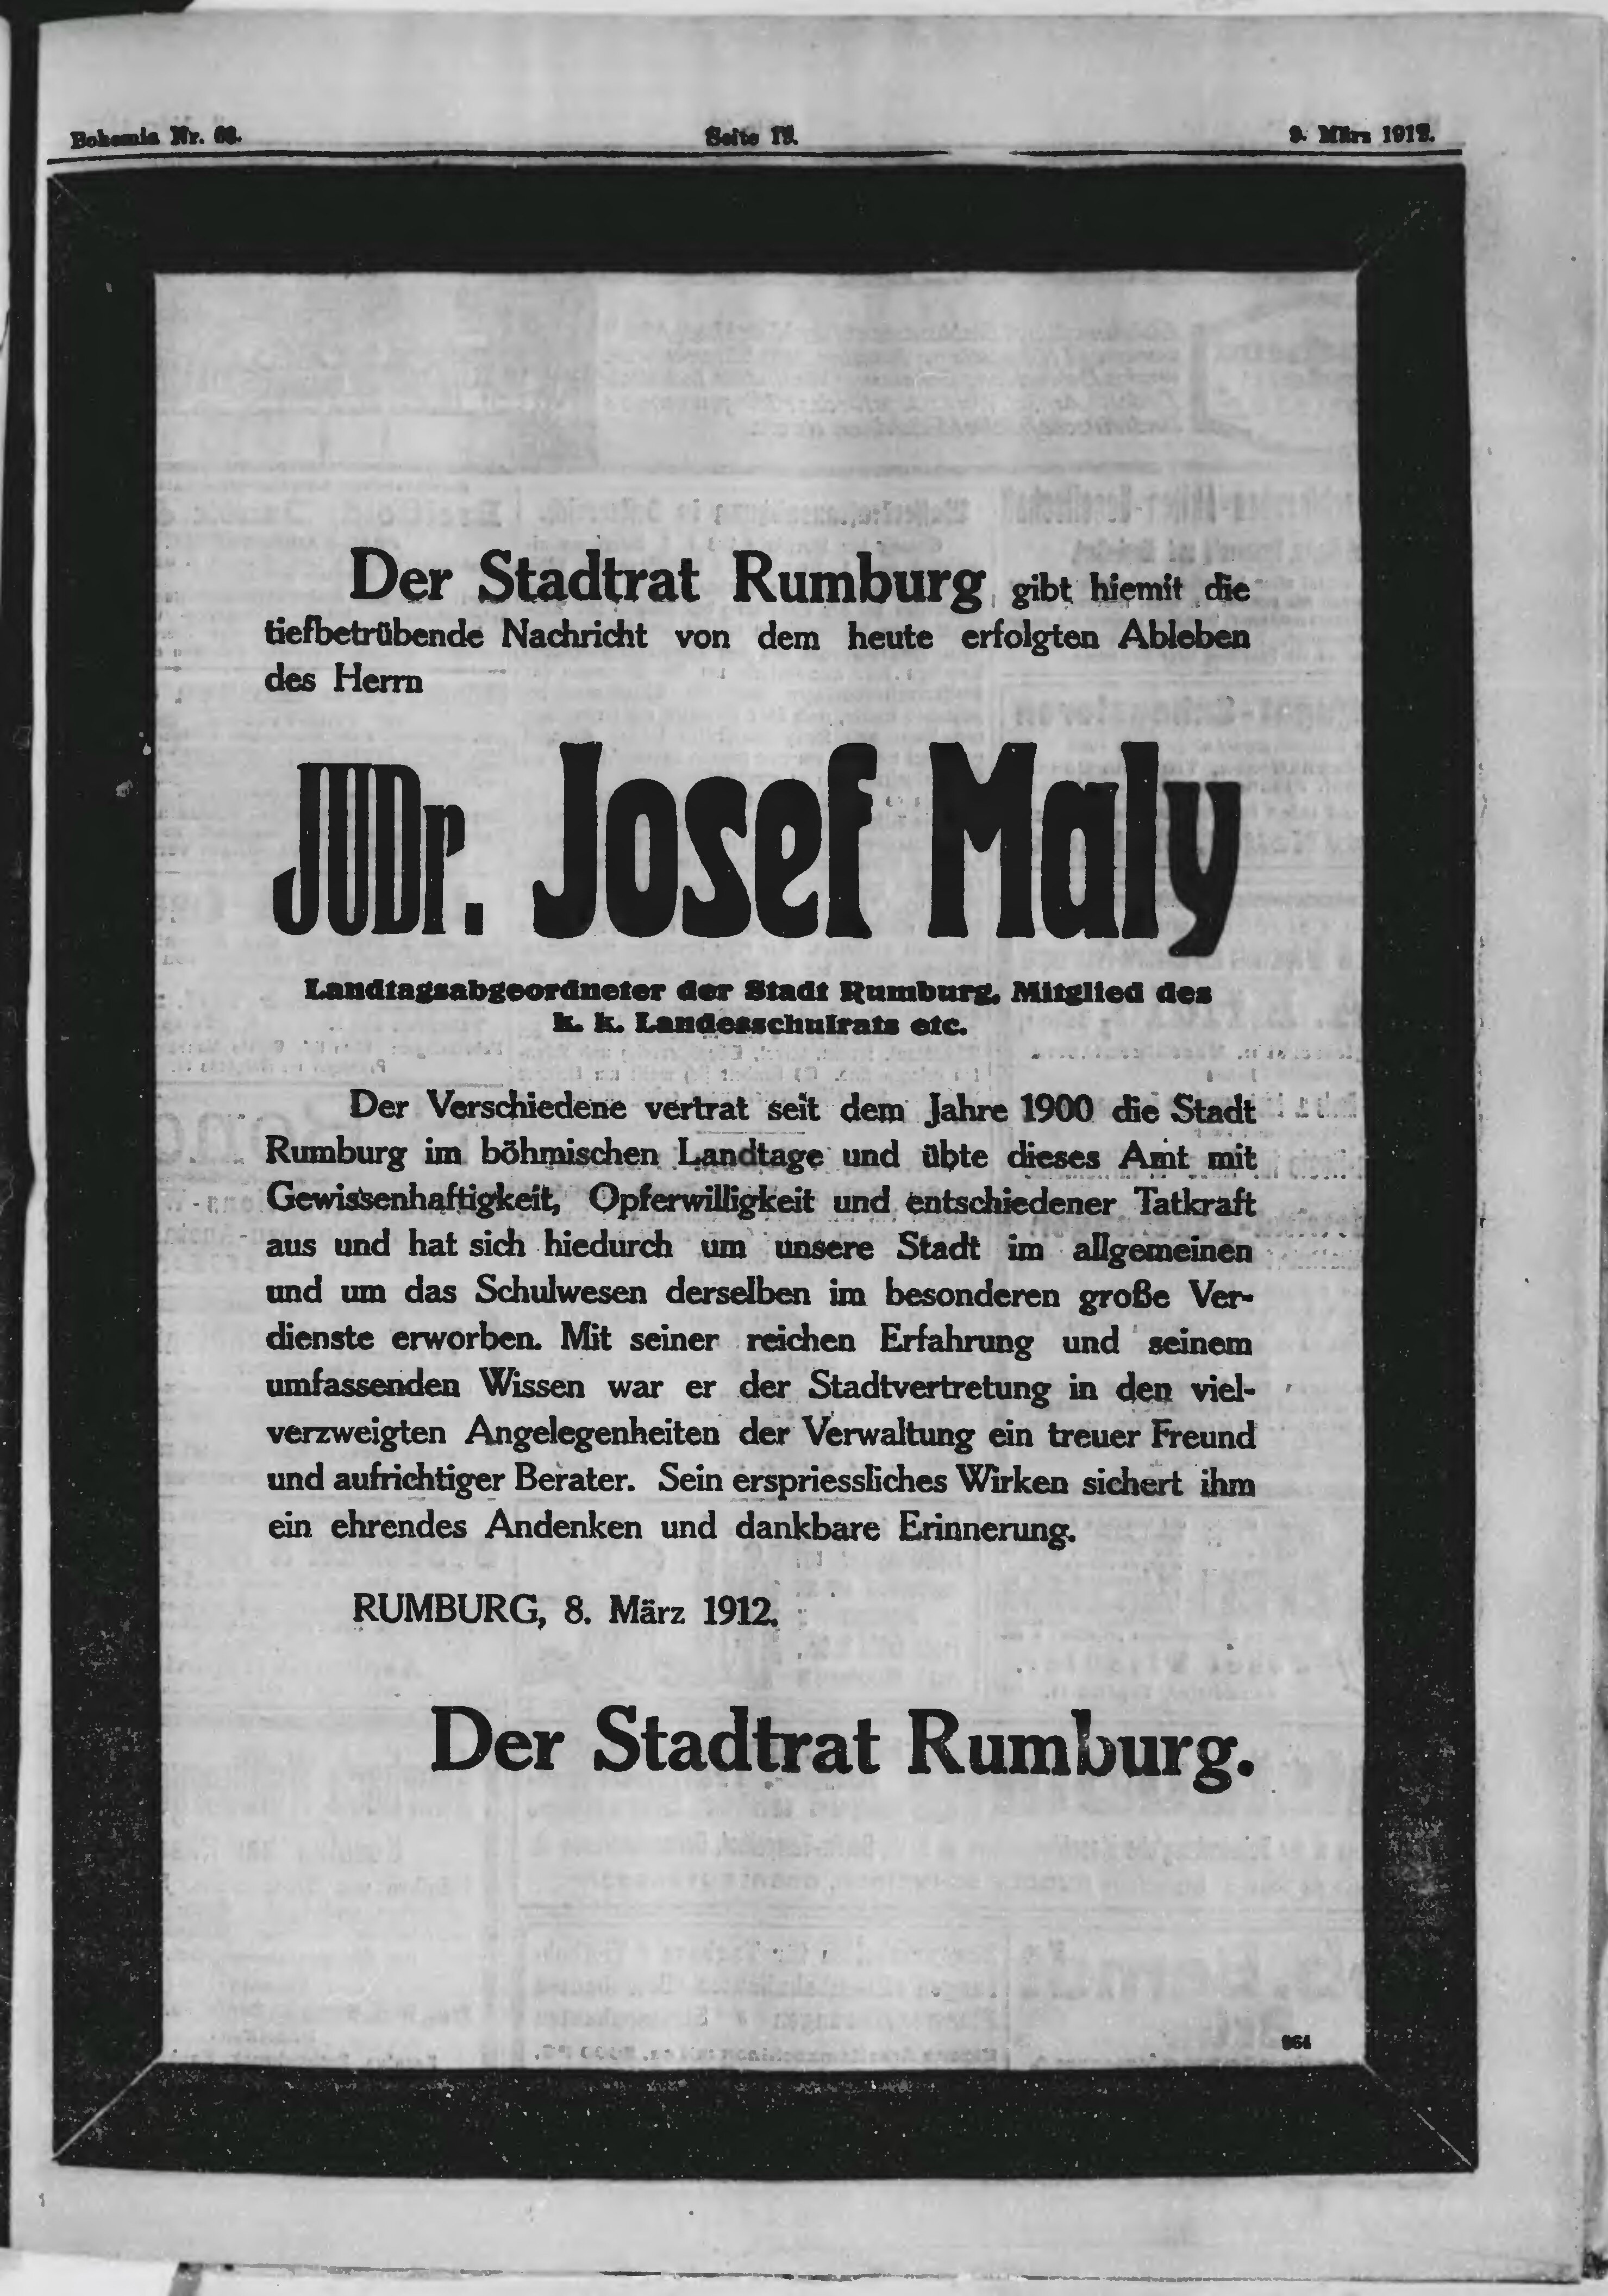 Bohemia Nr. 68.
Seite
9. März 1912.
Der Stadtrat Rumburg gibt hiemit die
tiefbetrübende Nachricht von dem heute erfolgten Ableben
des Herrn
JUDr. Josef Maly
Landtagsabgeordneter der Stadt Rumburg, Mitglied des
k. k. Landesschulrats etc.
Der Verschiedene vertrat seit dem Jahre 1900 die Stadt
Rumburg im böhmischen Landtage und übte dieses Amt mit
Gewissenhaftigkeit, Opferwilligkeit und entschiedener Tatkraft
aus und hat sich hiedurch um unsere Stadt im allgemeinen
und um das Schulwesen derselben im besonderen große Ver-
dienste erworben. Mit seiner reichen Erfahrung und seinem
umfassenden Wissen war er der Stadtvertretung in den viel-
verzweigten Angelegenheiten der Verwaltung ein treuer Freund
und aufrichtiger Berater. Sein erspriessliches Wirken sichert ihm
ein ehrendes Andenken und dankbare Erinnerung.
RUMBURG, 8. März 1912.
Der Stadtrat Rumburg.
964